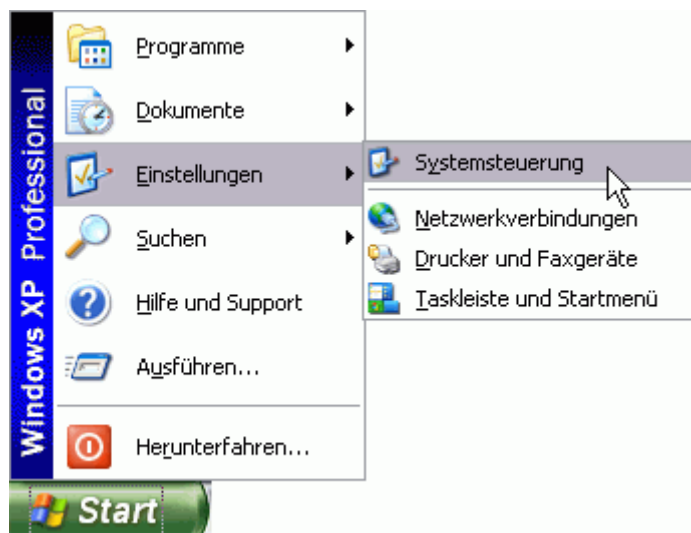 Windows XP Professional
Programme
Dokumente
Einstellungen
Suchen
Hilfe und Support
Ausführen...
Herunterfahren...
Systemsteuerung
Netzwerkverbindungen
Drucker und Faxgeräte
Taskleiste und Startmenü
Start